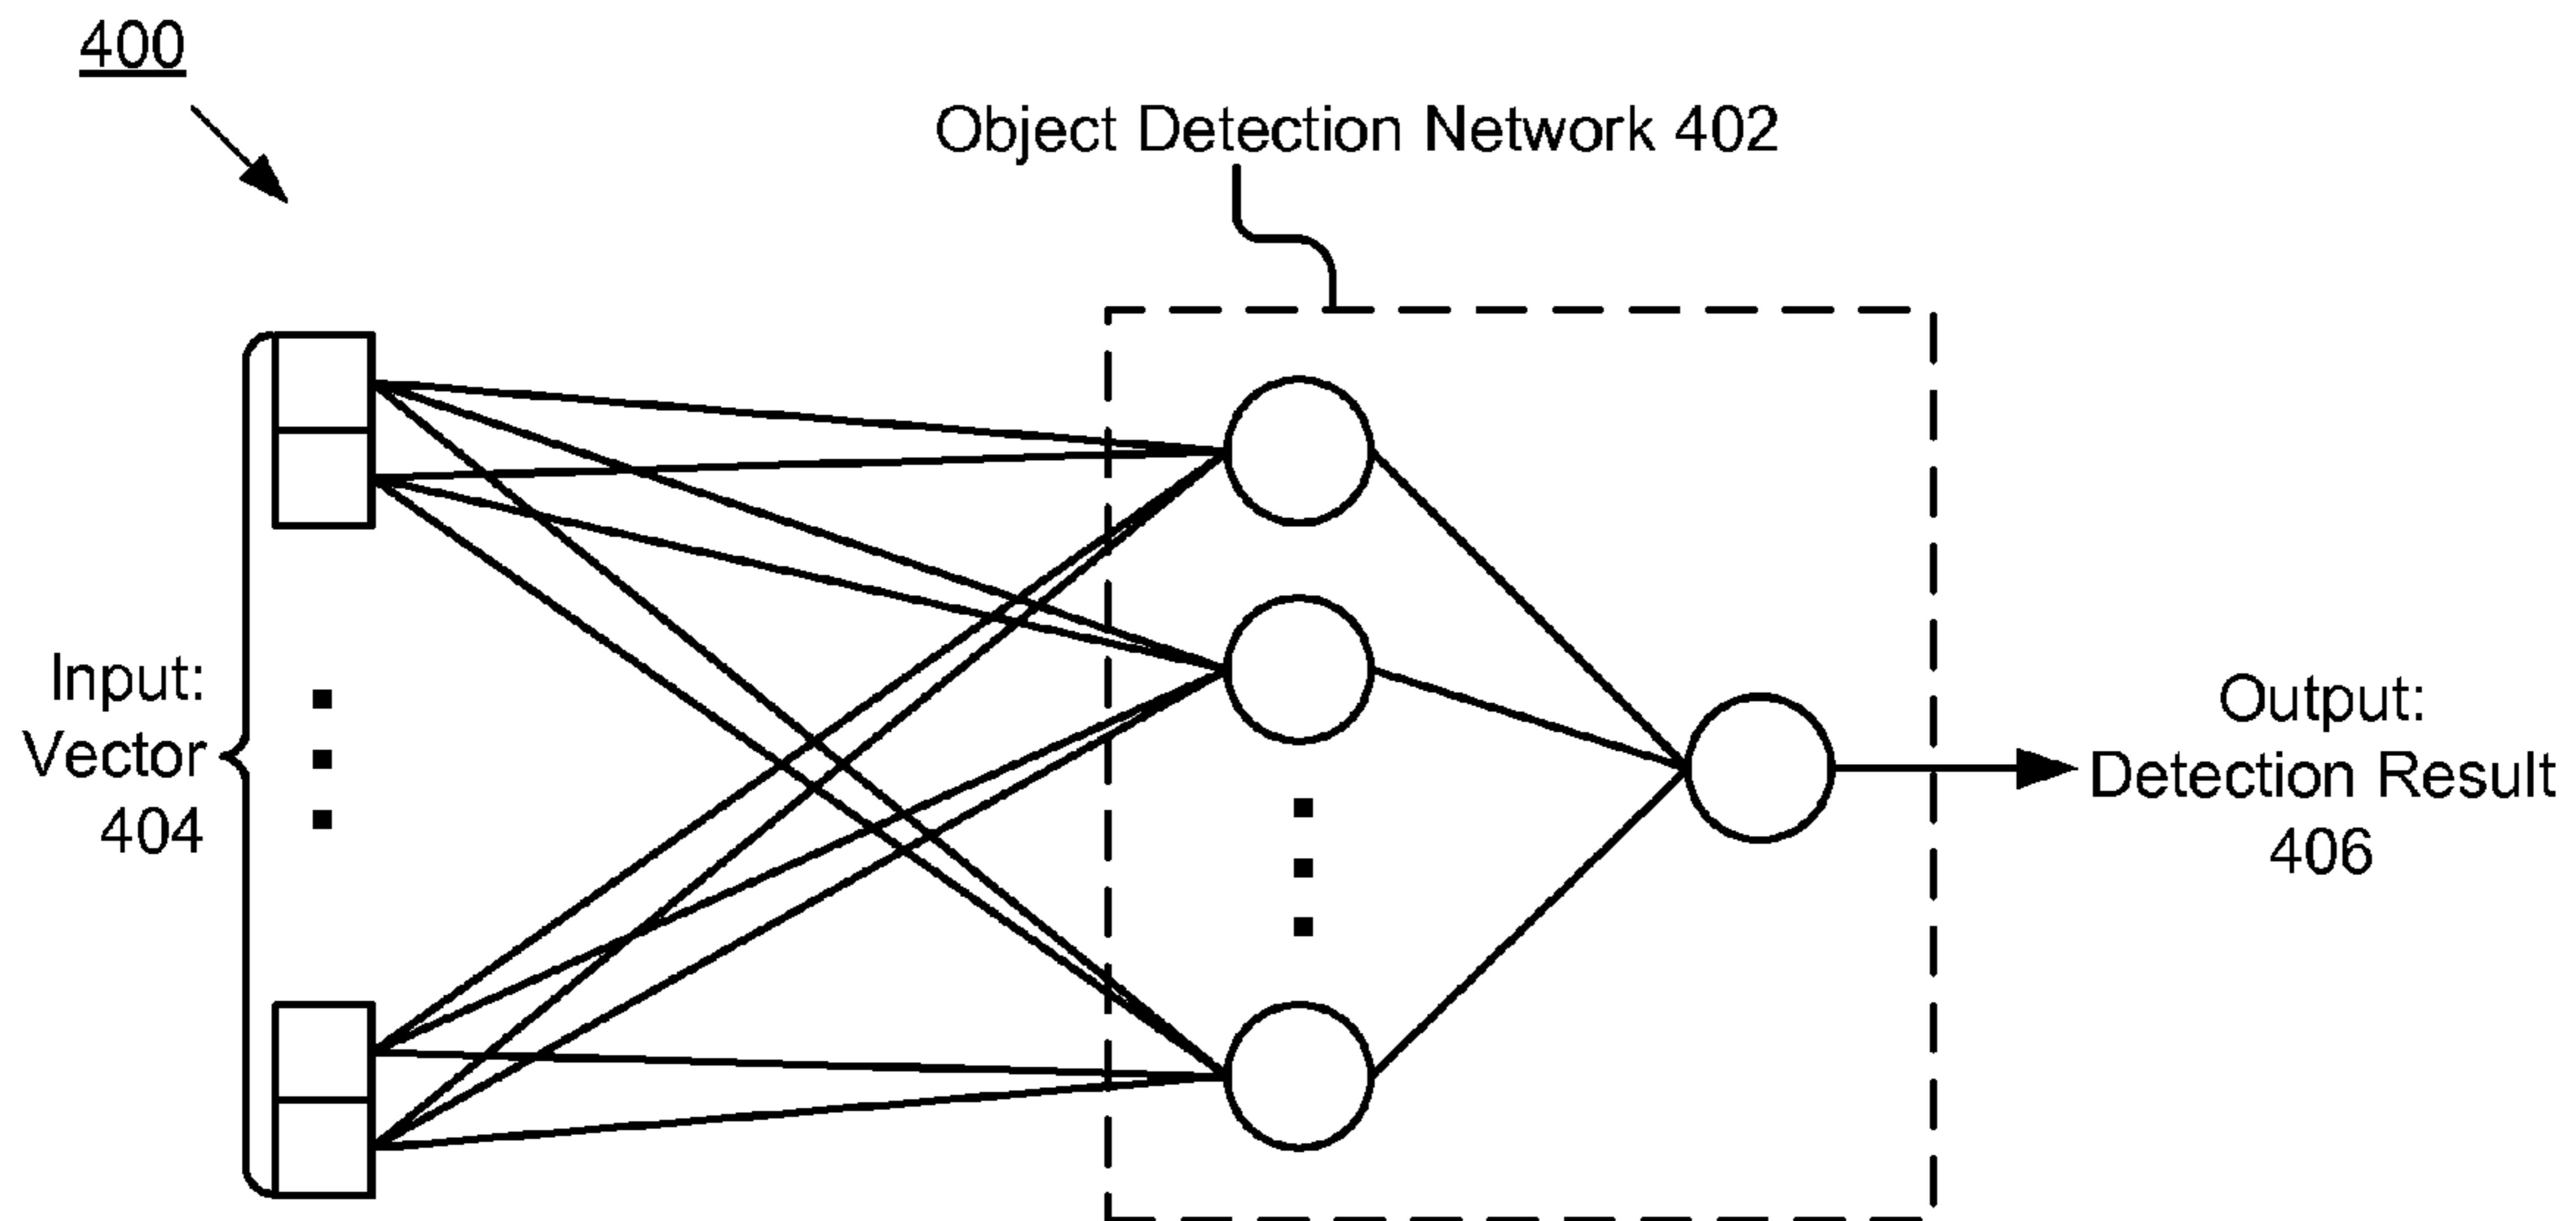 400
Object Detection Network 402
Input:
Vector
404
Output:
Detection Result
406